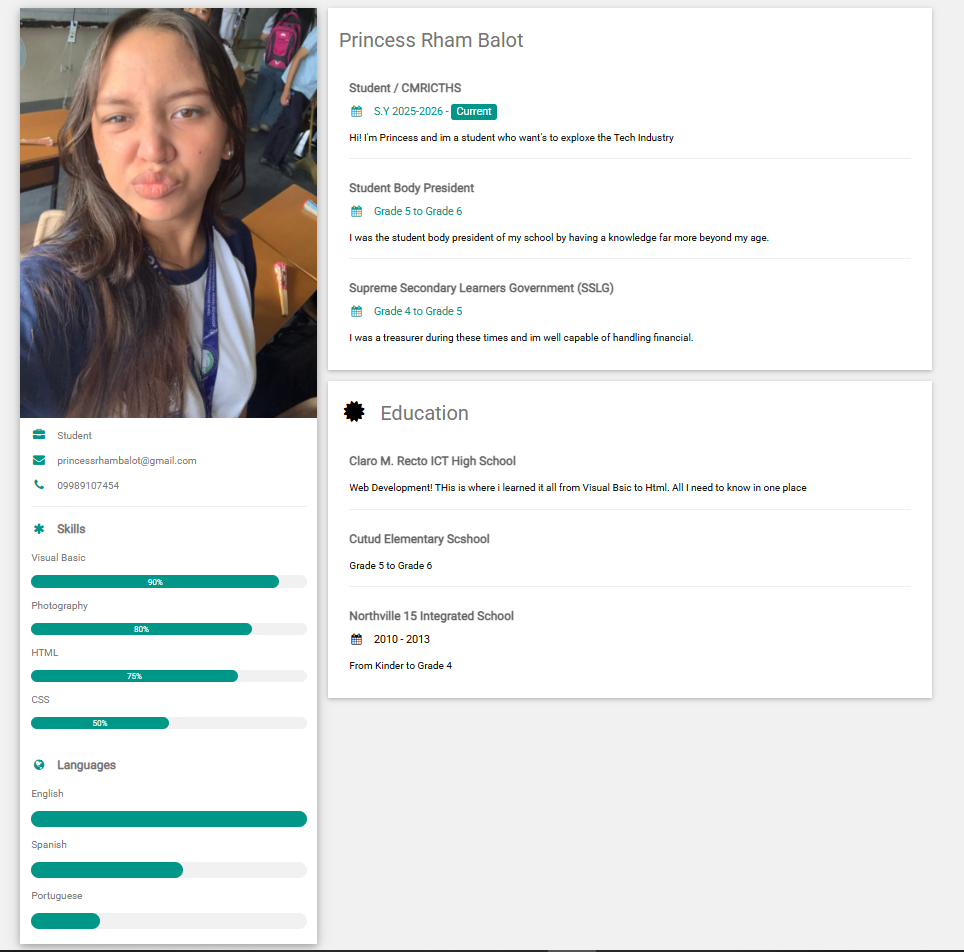 Student
princessrhambalot@gmail.com
09989107454
Skills
Visual Basic
90%
Photography
80%
HTML
75%
CSS
50%
Languages
English
Spanish
Portuguese
Princess Rham Balot
Student / CMRICTHS
S.Y 2025-2026 - Current
Hi! I'm Princess and im a student who want's to exploxe the Tech Industry
Student Body President
Grade 5 to Grade 6
I was the student body president of my school by having a knowledge far more beyond my age.
Supreme Secondary Learners Government (SSLG)
Grade 4 to Grade 5
I was a treasurer during these times and im well capable of handling financial.
Education
Claro M. Recto ICT High School
Web Development! THis is where i learned it all from Visual Bsic to Html. All I need to know in one place
Cutud Elementary Scshool
Grade 5 to Grade 6
Northville 15 Integrated School
2010 - 2013
From Kinder to Grade 4